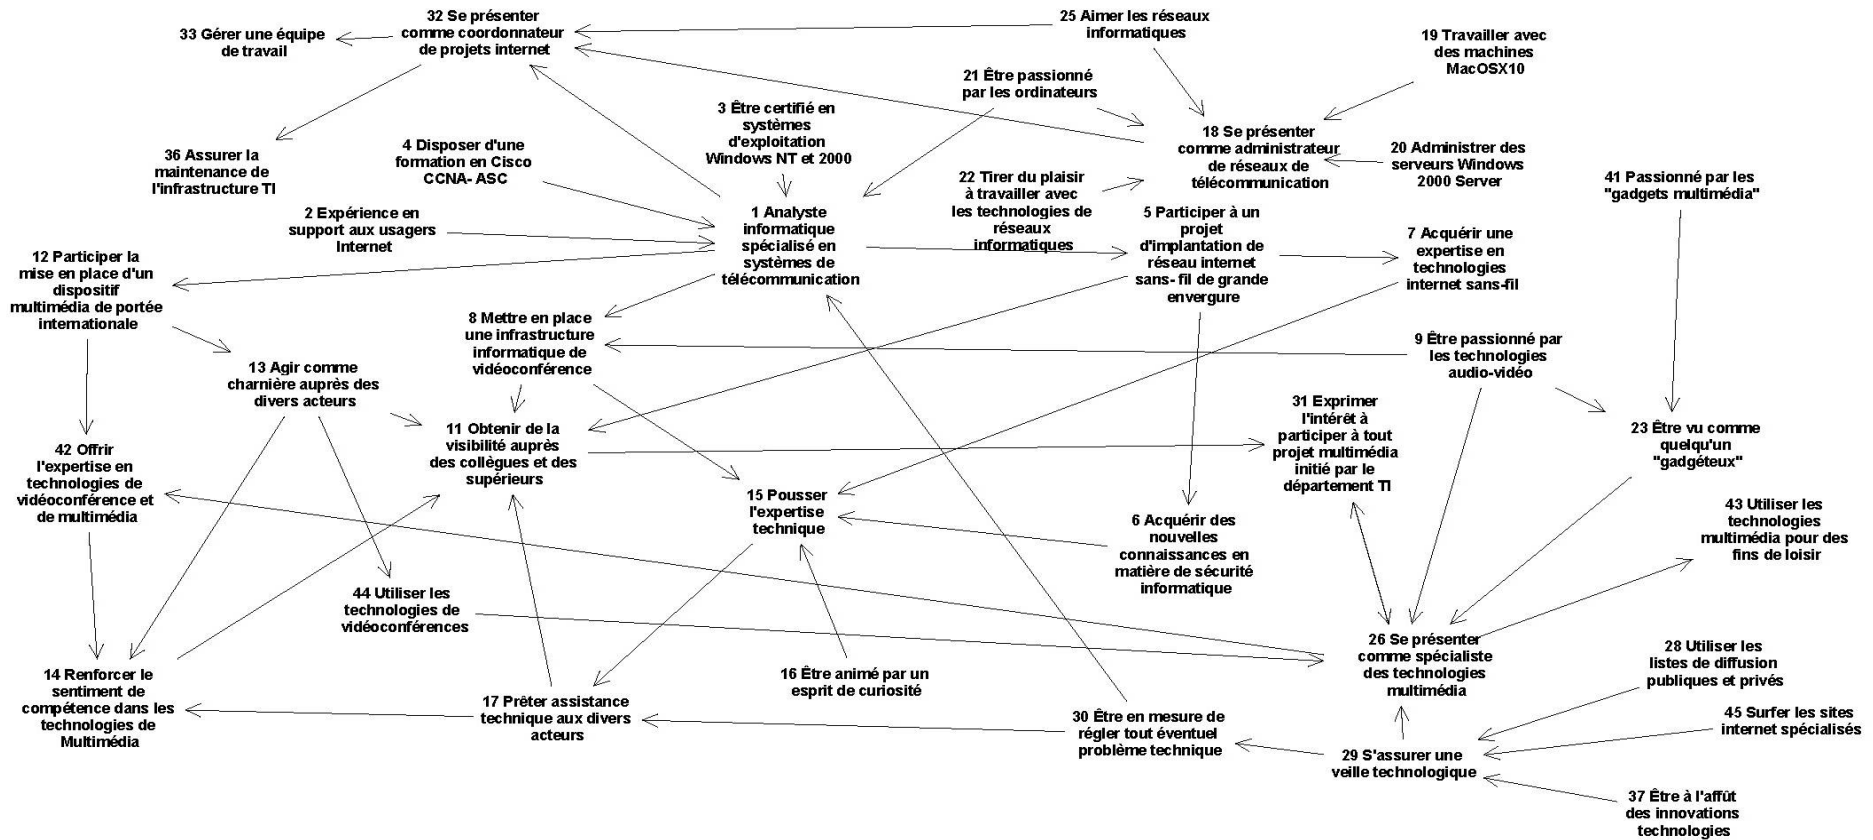 32 Se présenter
comme coordonnateur
de projets internet
33 Gérer une équipe
de travail
25 Aimer les réseaux
informatiques
19 Travailler avec
des machines
MacOSX10
21 Être passionné
par les ordinateurs
3 Être certifié en
systèmes
d'exploitation
Windows NT et 2000
18 Se présenter
comme administrateur
de réseaux de
télécommunication
4 Disposer d'une
formation en Cisco
CCNA- ASC
36 Assurer la
maintenance de
l'infrastructure TI
20 Administrer des
serveurs Windows
2000 Server
41 Passionné par les
"gadgets multimédia"
22 Tirer du plaisir
à travailler avec
les technologies de
réseaux
informatiques
2 Expérience en
support aux usagers
Internet
1 Analyste
informatique
spécialisé en
systèmes de
télécommunication
5 Participer à un
projet
d'implantation de
réseau internet
sans- fil de grande
envergure
7 Acquérir une
expertise en
technologies
internet sans-fil
12 Participer la
mise en place d'un
dispositif
multimédia de portée
internationale
8 Mettre en place
une infrastructure
informatique de
vidéoconférence
9 Être passionné par
les technologies
audio-vidéo
13 Agir comme
charnière auprès des
divers acteurs
31 Exprimer
l'intérêt à
participer à tout
projet multimédia
initié par le
département TI
23 Être vu comme
quelqu'un
"gadgéteux"
11 Obtenir de la
visibilité auprès
des collègues et des
supérieurs
42 Offrir
l'expertise en
technologies de
vidéoconférence et
de multimédia
15 Pousser
l'expertise
technique
6 Acquérir des
nouvelles
connaissances en
matière de sécurité
informatique
43 Utiliser les
technologies
multimédia pour des
fins de loisir
44 Utiliser les
technologies de
vidéoconférences
26 Se présenter
comme spécialiste
des technologies
multimédia
28 Utiliser les
listes de diffusion
publiques et privés
14 Renforcer le
sentiment de
compétence dans les
technologies de
Multimédia
16 Être animé par un
esprit de curiosité
17 Prêter assistance
technique aux divers
acteurs
30 Être en mesure de
régler tout éventuel
problème technique
45 Surfer les sites
internet spécialisés
29 S'assurer une
veille technologique
37 Être à l'affût
des innovations
technologies